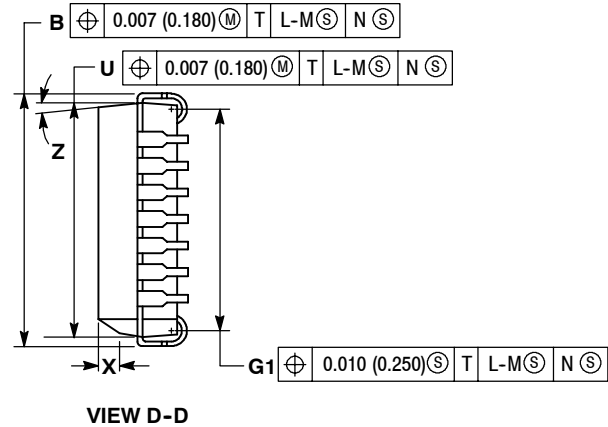 B ⌖ 0.007 (0.180) Ⓜ T L-M Ⓢ N Ⓢ
U ⌖ 0.007 (0.180) Ⓜ T L-M Ⓢ N Ⓢ
Z
X
G1 ⌖ 0.010 (0.250) Ⓢ T L-M Ⓢ N Ⓢ
VIEW D-D